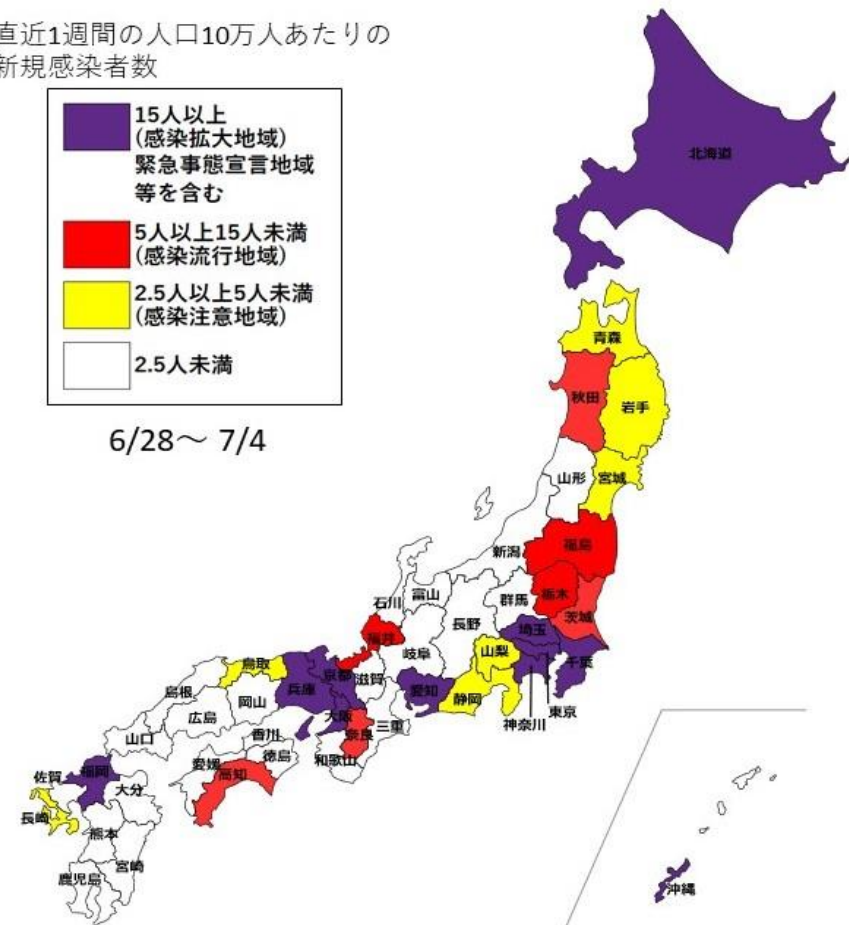 直近1週間の人口10万人あたりの
新規感染者数
15人以上
(感染拡大地域)
緊急事態宣言地域
等を含む
5人以上15人未満
(感染流行地域)
2.5人以上5人未満
(感染注意地域)
2.5人未満
6/28～ 7/4
北海道
青森
秋田
岩手
山形
宮城
新潟
福島
石川
富山
群馬
栃木
茨城
長野
福井
岐阜
埼玉
山梨
千葉
鳥取
京都
滋賀
愛知
静岡
東京
神奈川
島根
岡山
兵庫
大阪
奈良
三重
広島
山口
香川
徳島
和歌山
愛媛
高知
佐賀
福岡
大分
長崎
熊本
宮崎
鹿児島
沖縄